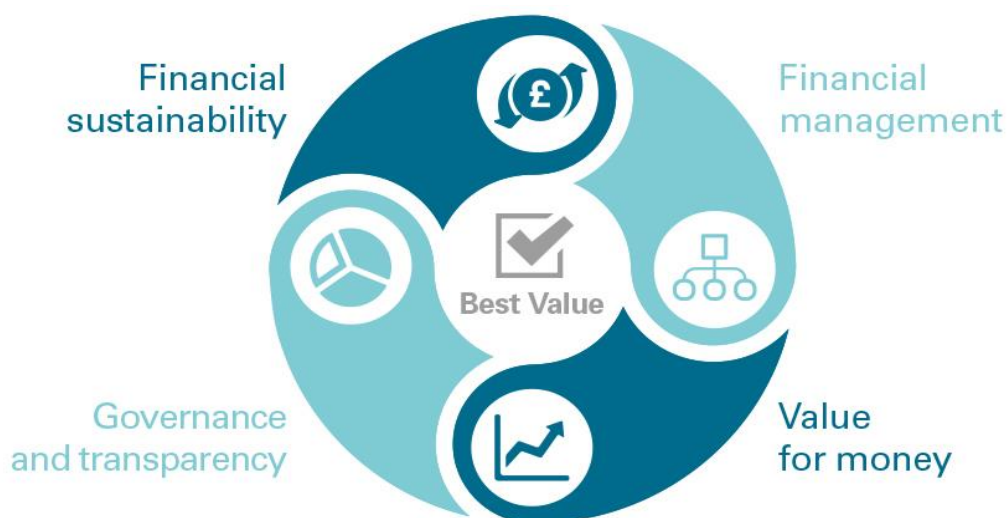 Financial
sustainability
Financial
management
£
Best Value
Governance
and transparency
Value
for money